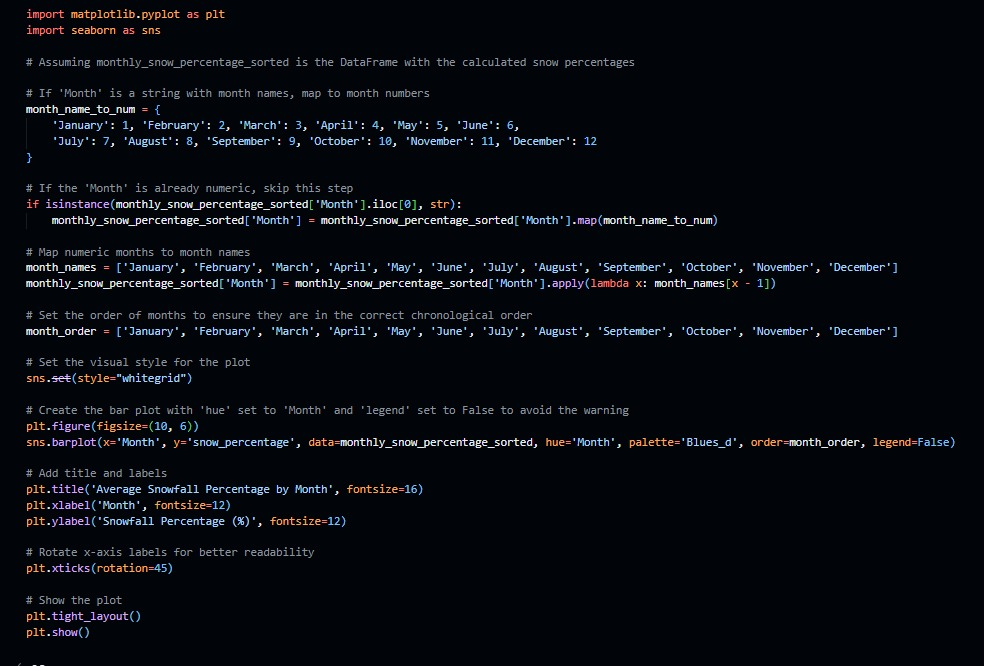 import matplotlib.pyplot as plt
import seaborn as sns
# Assuming monthly_snow_percentage_sorted is the DataFrame with the calculated snow percentages
# If 'Month' is a string with month names, map to month numbers
month_name_to_num = {
'January': 1, 'February': 2, 'March': 3, 'April': 4, 'May': 5, 'June': 6,
'July': 7, 'August': 8, 'September': 9, 'October': 10, 'November': 11, 'December': 12
}
# If the 'Month' is already numeric, skip this step
if isinstance(monthly_snow_percentage_sorted['Month'].iloc[0], str):
monthly_snow_percentage_sorted['Month'] = monthly_snow_percentage_sorted['Month'].map(month_name_to_num)
# Map numeric months to month names
month_names = ['January', 'February', 'March', 'April', 'May', 'June', 'July', 'August', 'September', 'October', 'November', 'December']
monthly_snow_percentage_sorted['Month'] = monthly_snow_percentage_sorted['Month'].apply(lambda x: month_names[x - 1])
# Set the order of months to ensure they are in the correct chronological order
month_order = ['January', 'February', 'March', 'April', 'May', 'June', 'July', 'August', 'September', 'October', 'November', 'December']
# Set the visual style for the plot
sns.set(style="whitegrid")
# Create the bar plot with 'hue' set to 'Month' and 'legend' set to False to avoid the warning
plt.figure(figsize=(10, 6))
sns.barplot(x='Month', y='snow_percentage', data=monthly_snow_percentage_sorted, hue='Month', palette='Blues_d', order=month_order, legend=False)
# Add title and labels
plt.title('Average Snowfall Percentage by Month', fontsize=16)
plt.xlabel('Month', fontsize=12)
plt.ylabel('Snowfall Percentage (%)', fontsize=12)
# Rotate x-axis labels for better readability
plt.xticks(rotation=45)
# Show the plot
plt.tight_layout()
plt.show()